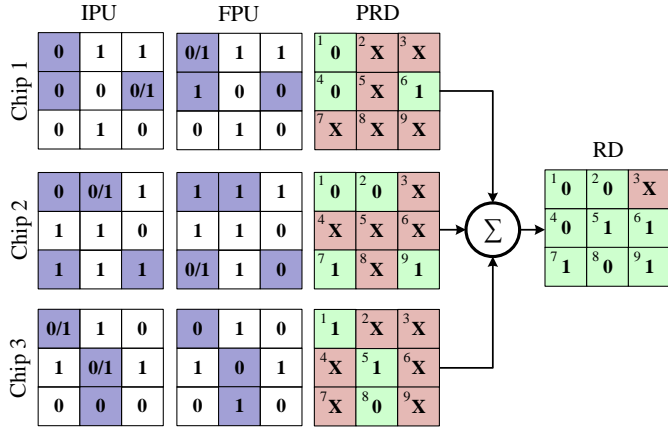 IPU FPU PRD
Chip 1
0 1 1 0/1 1 1 1 0 2 X 3 X
0 0 0/1 1 0 0 4 0 5 X 6 1
0 1 0 0 1 0 7 X 8 X 9 X
Chip 2
0 0/1 1 1 1 1 1 0 2 0 3 X
1 1 0 1 1 0 4 X 5 X 6 X
1 1 1 0/1 1 0 7 1 8 X 9 1
Σ
RD
1 0 2 0 3 X
4 0 5 1 6 1
7 1 8 0 9 1
Chip 3
0/1 1 0 0 1 0 1 1 2 X 3 X
1 0/1 1 1 0 1 4 X 5 1 6 X
0 0 0 0 1 0 7 X 8 0 9 X